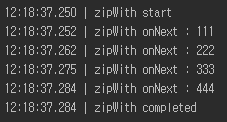 12:18:37.250 | zipWith start
12:18:37.252 | zipWith onNext : 111
12:18:37.262 | zipWith onNext : 222
12:18:37.275 | zipWith onNext : 333
12:18:37.284 | zipWith onNext : 444
12:18:37.284 | zipWith completed